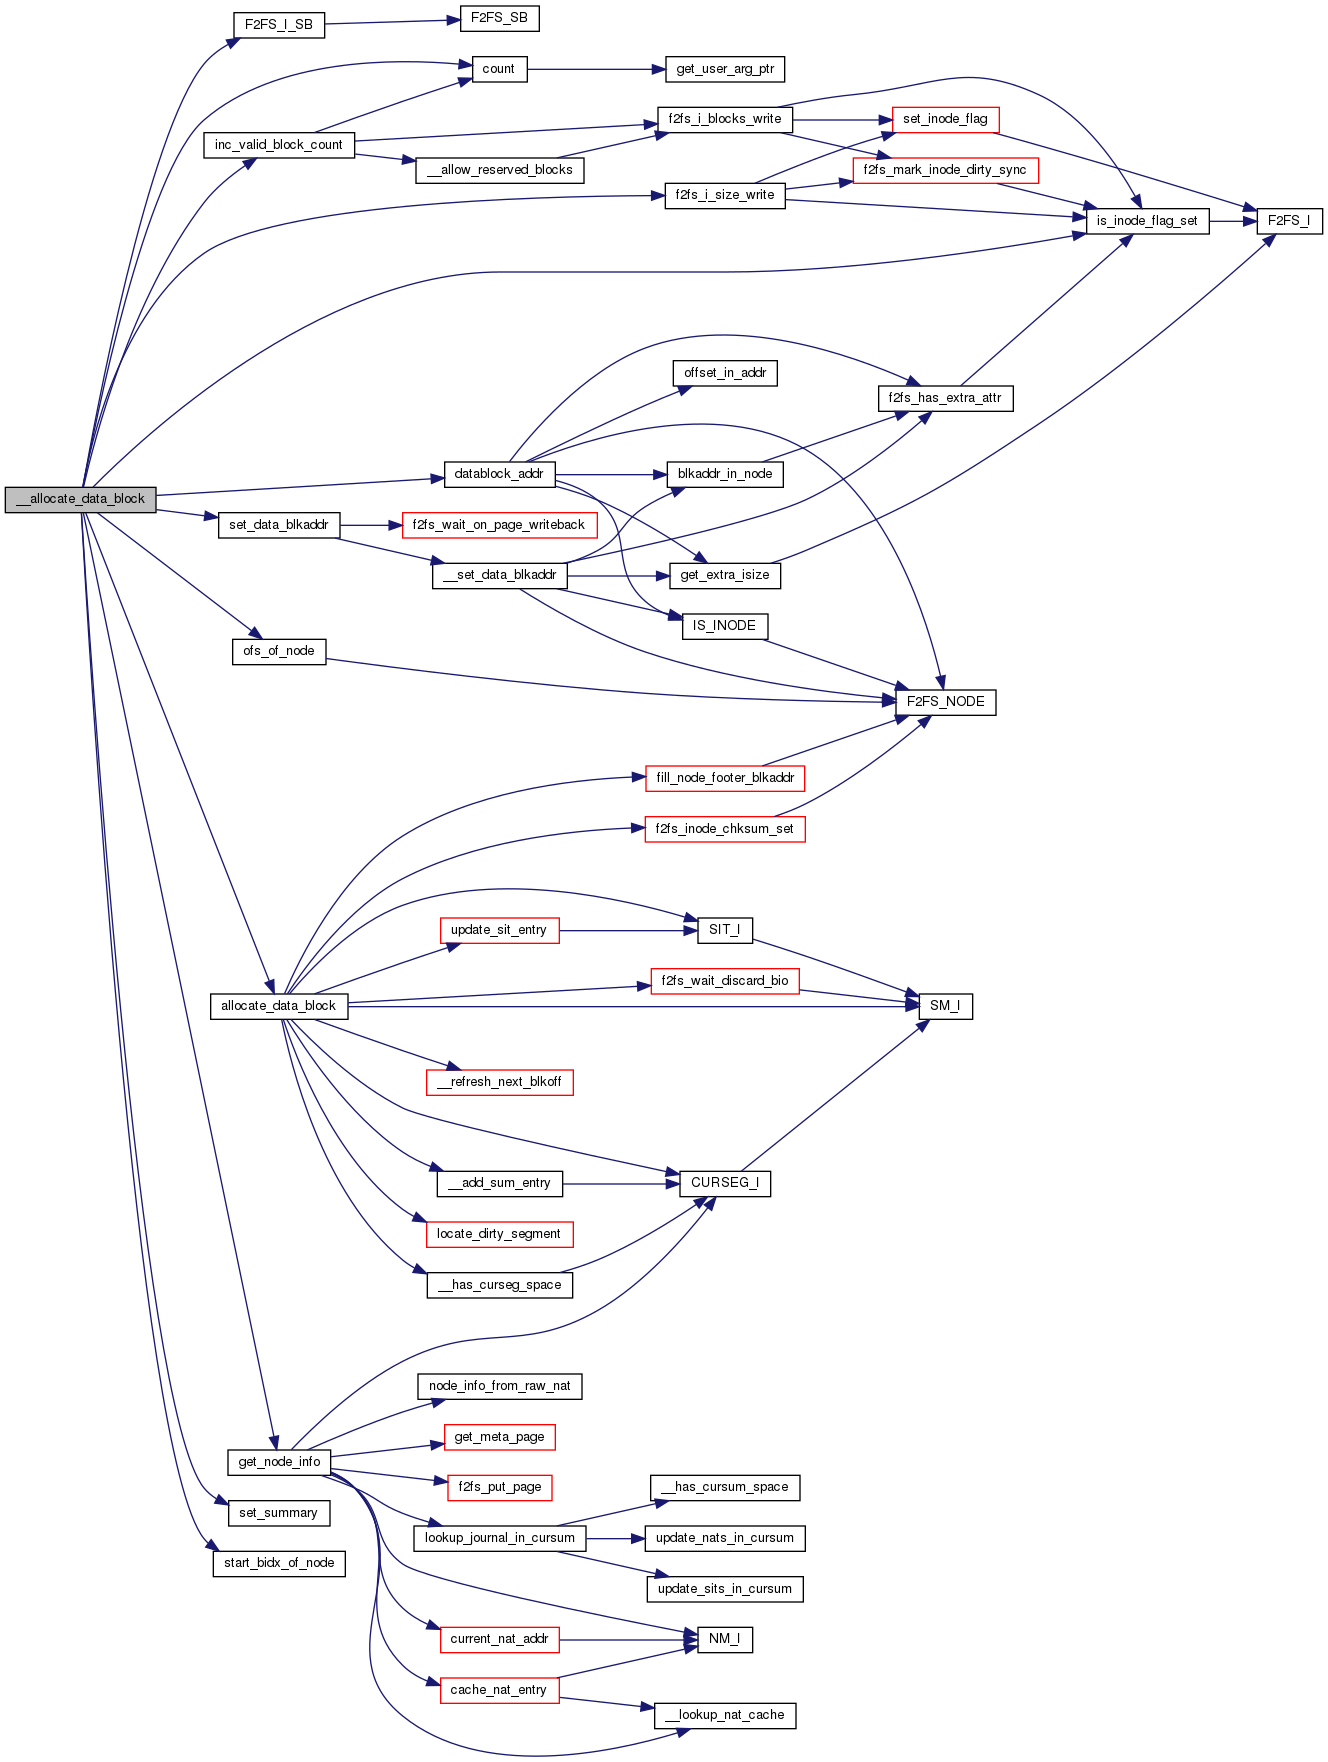 F2FS_I_SB
F2FS_SB
count
get_user_arg_ptr
inc_valid_block_count
f2fs_i_blocks_write
set_inode_flag
__allow_reserved_blocks
f2fs_mark_inode_dirty_sync
f2fs_i_size_write
is_inode_flag_set
F2FS_I
offset_in_addr
f2fs_has_extra_attr
datablock_addr
blkaddr_in_node
__allocate_data_block
set_data_blkaddr
f2fs_wait_on_page_writeback
__set_data_blkaddr
get_extra_isize
IS_INODE
ofs_of_node
F2FS_NODE
fill_node_footer_blkaddr
f2fs_inode_chksum_set
update_sit_entry
SIT_I
f2fs_wait_discard_bio
allocate_data_block
SM_I
__refresh_next_blkoff
__add_sum_entry
CURSEG_I
locate_dirty_segment
__has_curseg_space
node_info_from_raw_nat
get_meta_page
get_node_info
f2fs_put_page
__has_cursum_space
set_summary
lookup_journal_in_cursum
update_nats_in_cursum
start_bidx_of_node
update_sits_in_cursum
current_nat_addr
NM_I
cache_nat_entry
__lookup_nat_cache